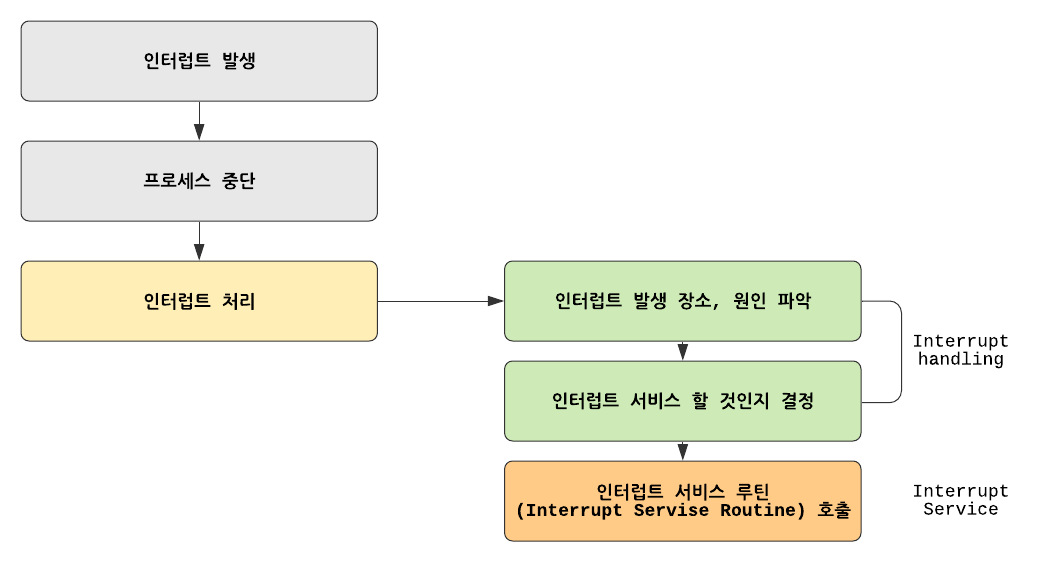 인터럽트 발생
프로세스 중단
인터럽트 처리
인터럽트 발생 장소, 원인 파악
인터럽트 서비스 할 것인지 결정
Interrupt
handling
인터럽트 서비스 루틴
(Interrupt Servise Routine) 호출
Interrupt
Service